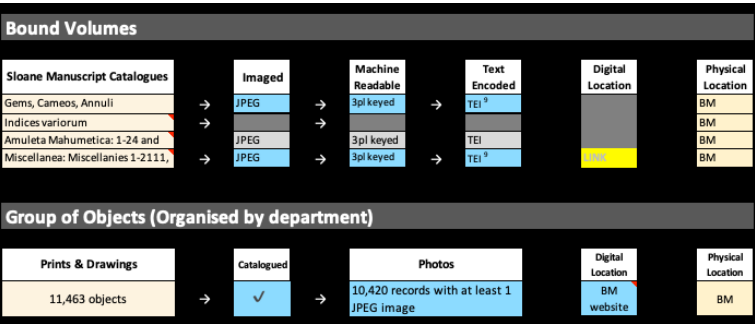 Bound Volumes
Sloane Manuscript Catalogues Imaged Machine Readable Text Encoded Digital Location Physical Location
Gems, Cameos, Annuli → JPEG → 3pl keyed → TEI 9 BM
Indices variorum → → BM
Amuleta Mahumetica: 1-24 and JPEG 3pl keyed TEI BM
Miscellanea: Miscellanies 1-2111, → JPEG → 3pl keyed → TEI 9 LINK BM
Group of Objects (Organised by department)
Prints & Drawings Catalogued Photos Digital Location Physical Location
11,463 objects → ✓ → 10,420 records with at least 1 JPEG image BM website BM